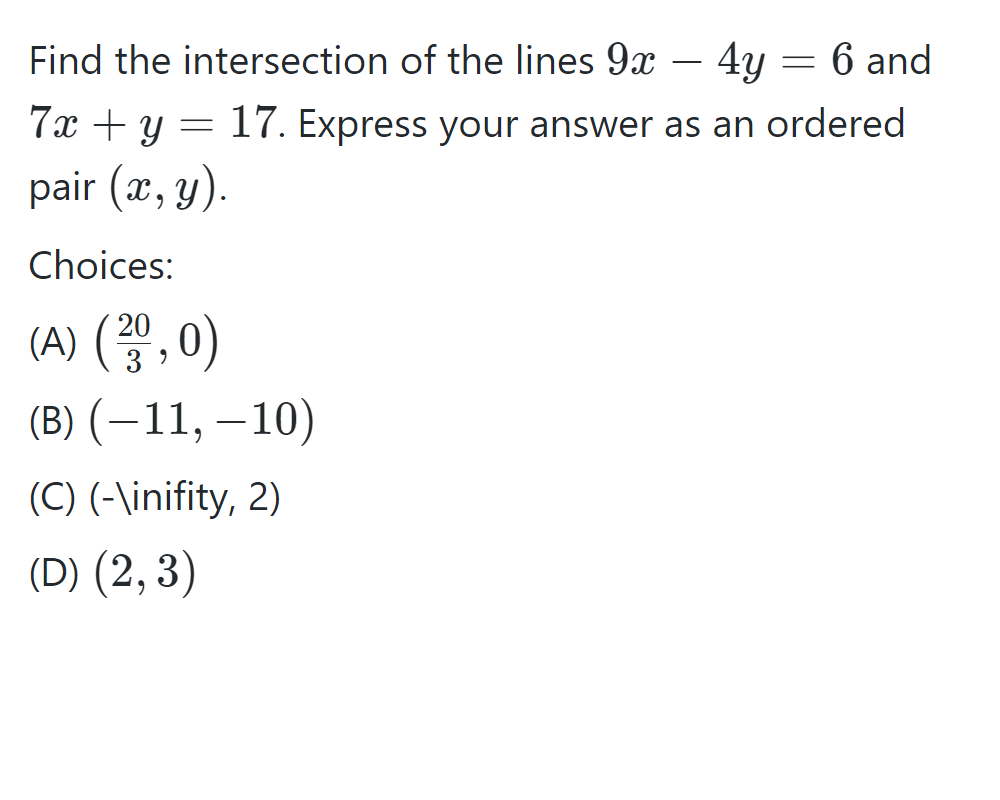 Find the intersection of the lines $9x - 4y = 6$ and
$7x + y = 17$. Express your answer as an ordered
pair $(x, y)$.
Choices:
(A) $\left(\frac{20}{3}, 0\right)$
(B) $(-11, -10)$
(C) (-\inifity, 2)
(D) $(2, 3)$